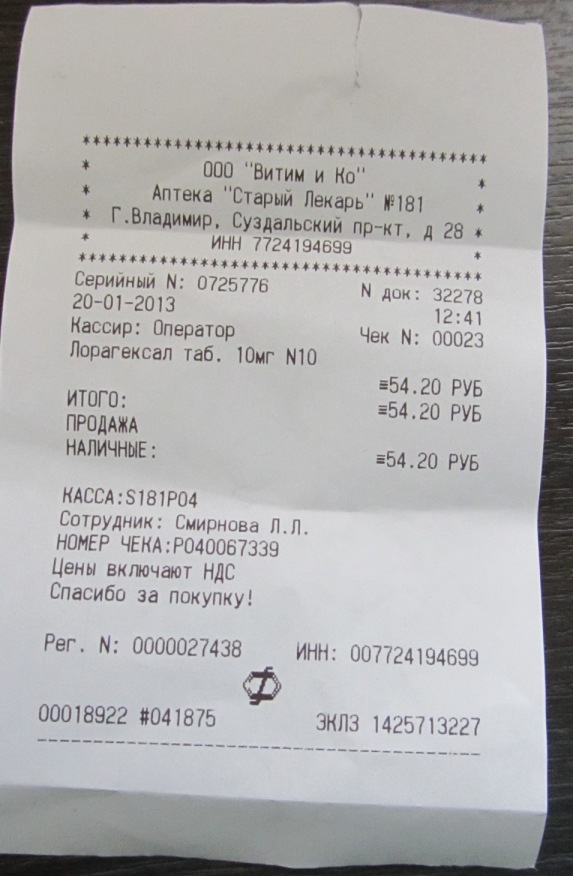 ****************************************
* ООО "Витим и Ко" *
* Аптека "Старый Лекарь" №181 *
* Г.Владимир, Суздальский пр-кт, д 28 *
* ИНН 7724194699 *
****************************************
Серийный N: 0725776 N док: 32278
20-01-2013 12:41
Кассир: Оператор Чек N: 00023
Лорагексал таб. 10мг N10
≡54.20 РУБ
ИТОГО: ≡54.20 РУБ
ПРОДАЖА
НАЛИЧНЫЕ: ≡54.20 РУБ
КАССА:S181P04
Сотрудник: Смирнова Л.Л.
НОМЕР ЧЕКА:P040067339
Цены включают НДС
Спасибо за покупку!
Рег. N: 0000027438 ИНН: 007724194699
00018922 #041875 ЭКЛЗ 1425713227